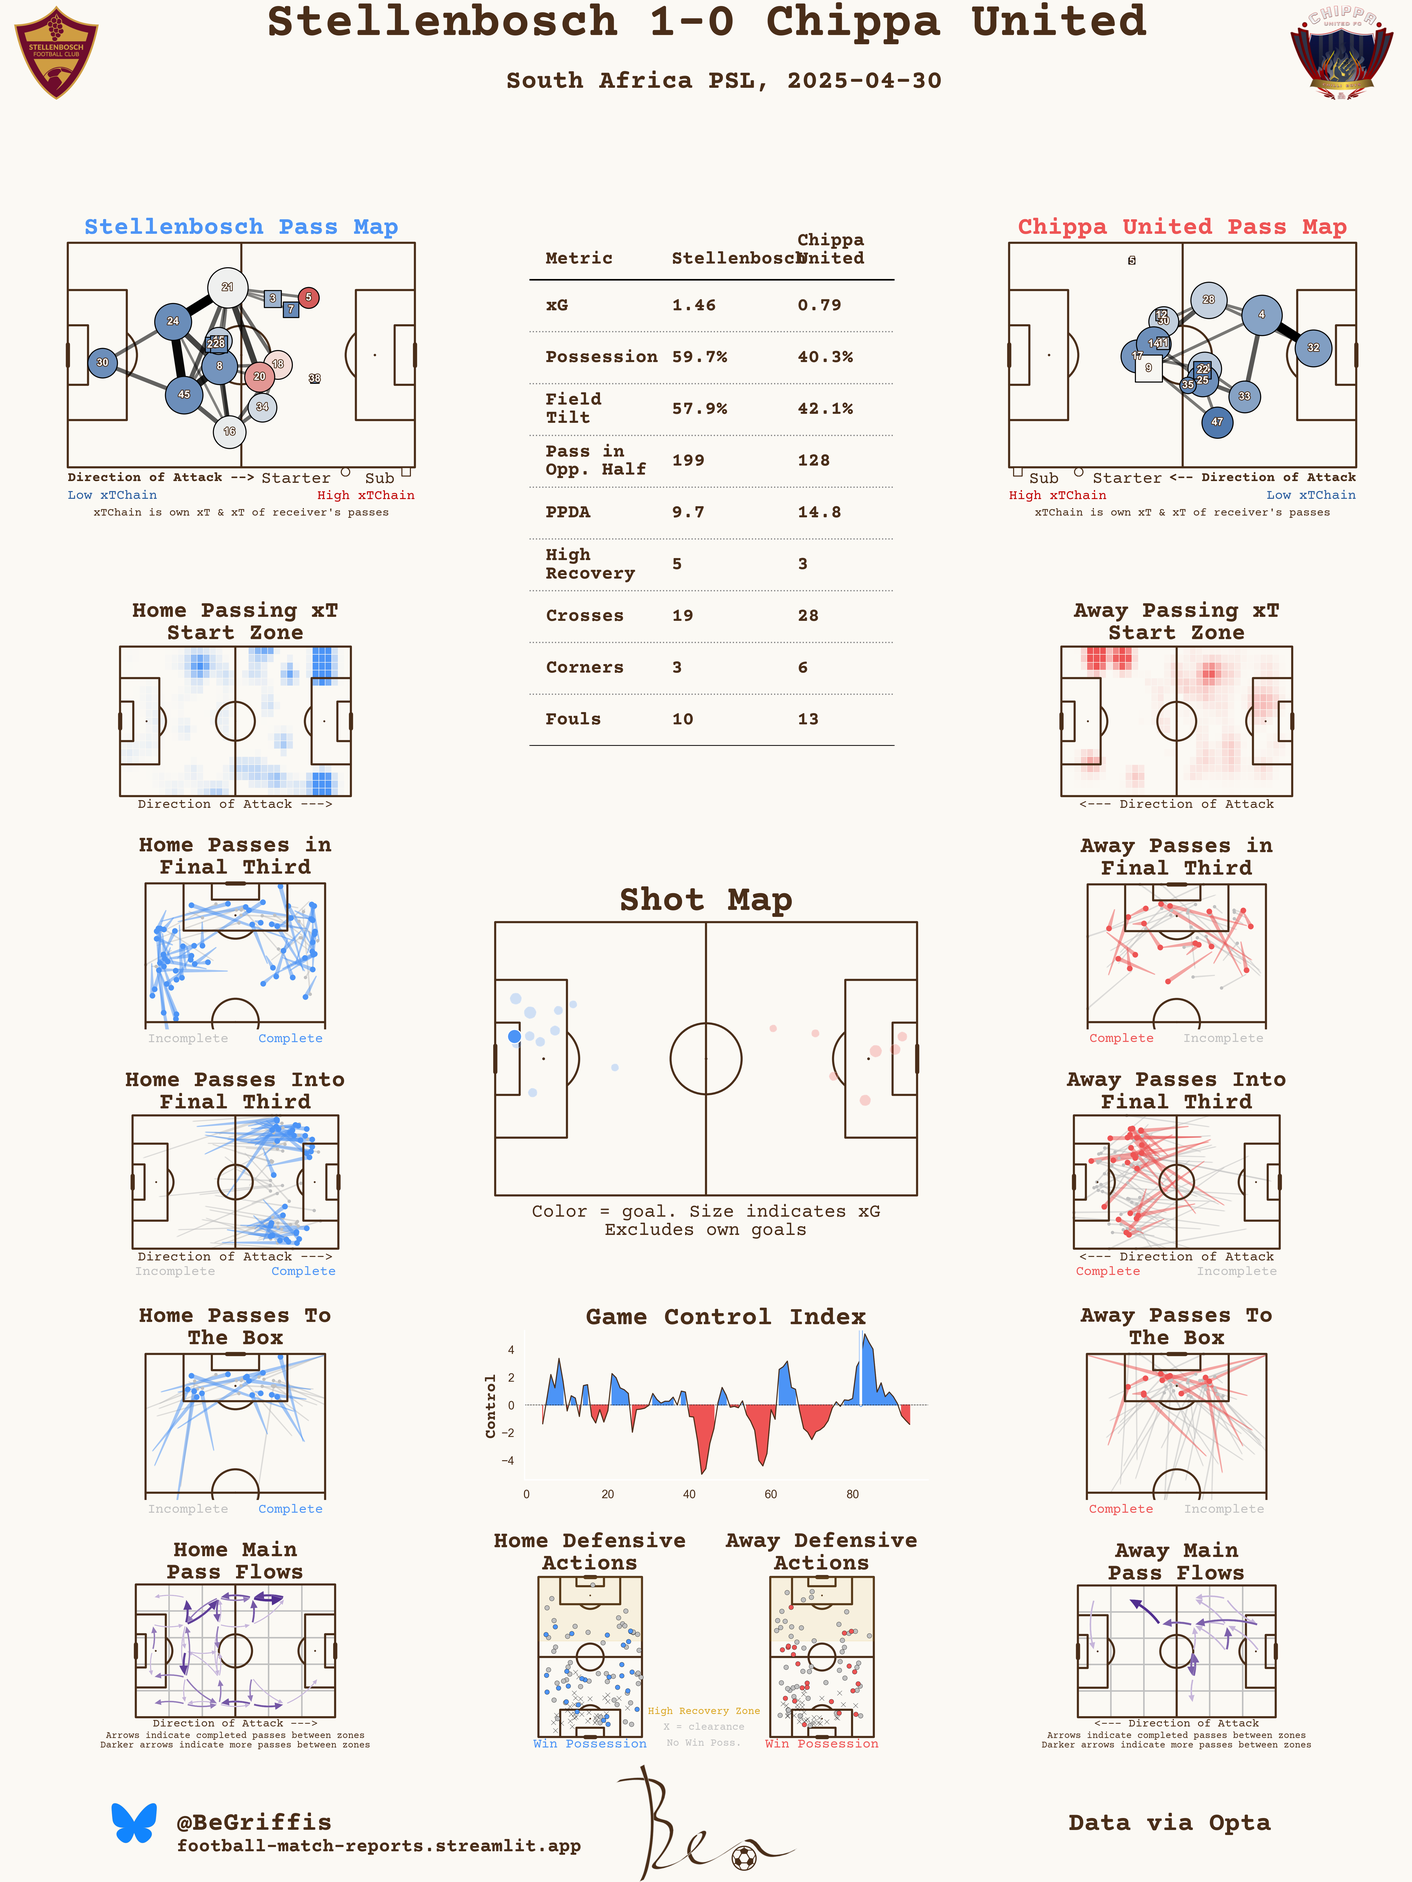 Stellenbosch 1-0 Chippa United
South Africa PSL, 2025-04-30
STELLENBOSCH
FOOTBALL CLUB
CHIPPA
UNITED FC
Stellenbosch Pass Map
21
3
5
7
24
28
30
8
18
20
38
45
34
16
Direction of Attack --> Starter Sub
Low xTChain High xTChain
xTChain is own xT & xT of receiver's passes
Metric Stellenbosch Chippa United
xG 1.46 0.79
Possession 59.7% 40.3%
Field Tilt 57.9% 42.1%
Pass in Opp. Half 199 128
PPDA 9.7 14.8
High Recovery 5 3
Crosses 19 28
Corners 3 6
Fouls 10 13
Chippa United Pass Map
5
28
12
30
4
11
32
17
9
22
25
35
33
47
Sub Starter <-- Direction of Attack
High xTChain Low xTChain
xTChain is own xT & xT of receiver's passes
Home Passing xT
Start Zone
Direction of Attack --->
Away Passing xT
Start Zone
<--- Direction of Attack
Home Passes in
Final Third
Incomplete Complete
Away Passes in
Final Third
Complete Incomplete
Shot Map
Color = goal. Size indicates xG
Excludes own goals
Home Passes Into
Final Third
Direction of Attack --->
Incomplete Complete
Away Passes Into
Final Third
<--- Direction of Attack
Complete Incomplete
Home Passes To
The Box
Incomplete Complete
Game Control Index
Control
4
2
0
−2
−4
0 20 40 60 80
Away Passes To
The Box
Complete Incomplete
Home Main
Pass Flows
Direction of Attack --->
Arrows indicate completed passes between zones
Darker arrows indicate more passes between zones
Home Defensive
Actions
Win Possession
High Recovery Zone
X = clearance
No Win Poss.
Away Defensive
Actions
Win Possession
Away Main
Pass Flows
<--- Direction of Attack
Arrows indicate completed passes between zones
Darker arrows indicate more passes between zones
@BeGriffis
football-match-reports.streamlit.app
Ben
Data via Opta